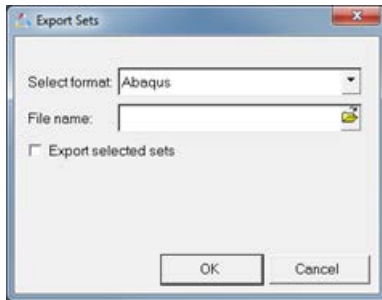 Export Sets
Select format: Abaqus
File name:
Export selected sets
OK Cancel